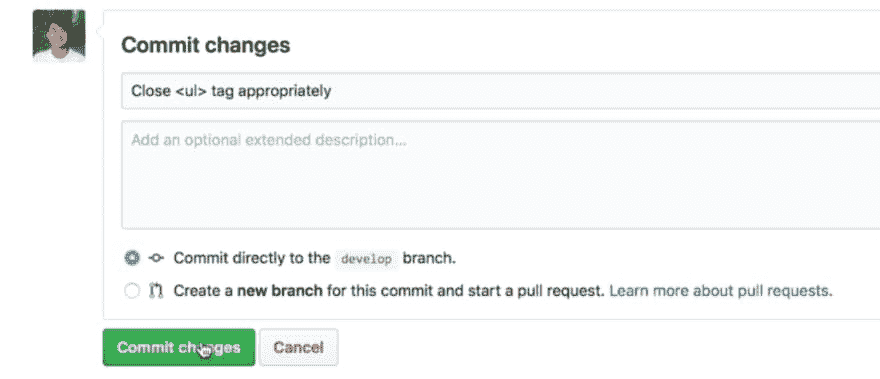 Commit changes
Close <ul> tag appropriately
Add an optional extended description...
Commit directly to the develop branch.
Create a new branch for this commit and start a pull request. Learn more about pull requests.
Commit changes Cancel